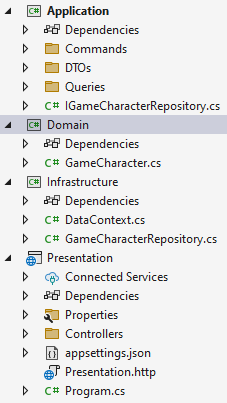 Application
Dependencies
Commands
DTOs
Queries
IGameCharacterRepository.cs
Domain
Dependencies
GameCharacter.cs
Infrastructure
Dependencies
DataContext.cs
GameCharacterRepository.cs
Presentation
Connected Services
Dependencies
Properties
Controllers
appsettings.json
Presentation.http
Program.cs